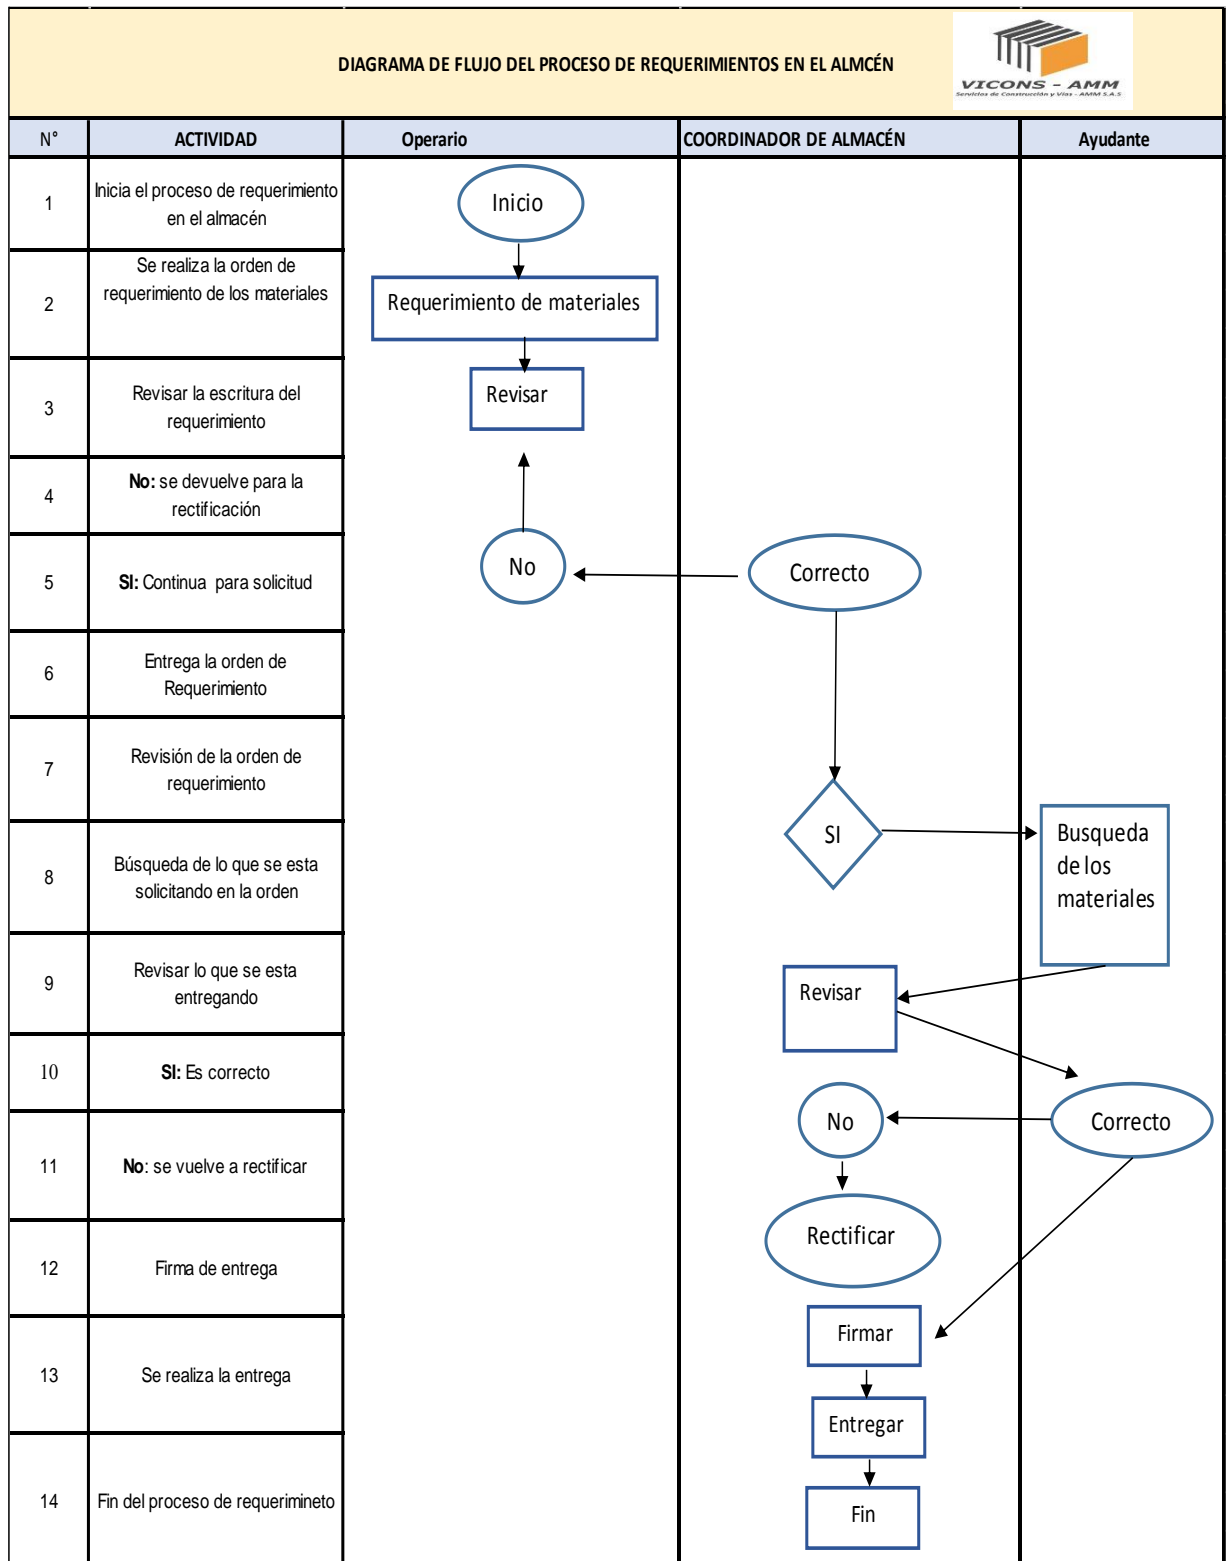 DIAGRAMA DE FLUJO DEL PROCESO DE REQUERIMIENTOS EN EL ALMCÉN
VICONS - AMM
Servicios de Construcción y Vías - AMM S.A.S
N° ACTIVIDAD Operario COORDINADOR DE ALMACÉN Ayudante
1
Inicia el proceso de requerimiento
en el almacén
Inicio
2
Se realiza la orden de
requerimiento de los materiales
Requerimiento de materiales
3
Revisar la escritura del
requerimiento
Revisar
4
No: se devuelve para la
rectificación
5
SI: Continua para solicitud
No
Correcto
6
Entrega la orden de
Requerimiento
7
Revisión de la orden de
requerimiento
8
Búsqueda de lo que se esta
solicitando en la orden
SI
Busqueda
de los
materiales
9
Revisar lo que se esta
entregando
Revisar
10
SI: Es correcto
No
Correcto
11
No: se vuelve a rectificar
Rectificar
12
Firma de entrega
Firmar
13
Se realiza la entrega
Entregar
14
Fin del proceso de requerimineto
Fin